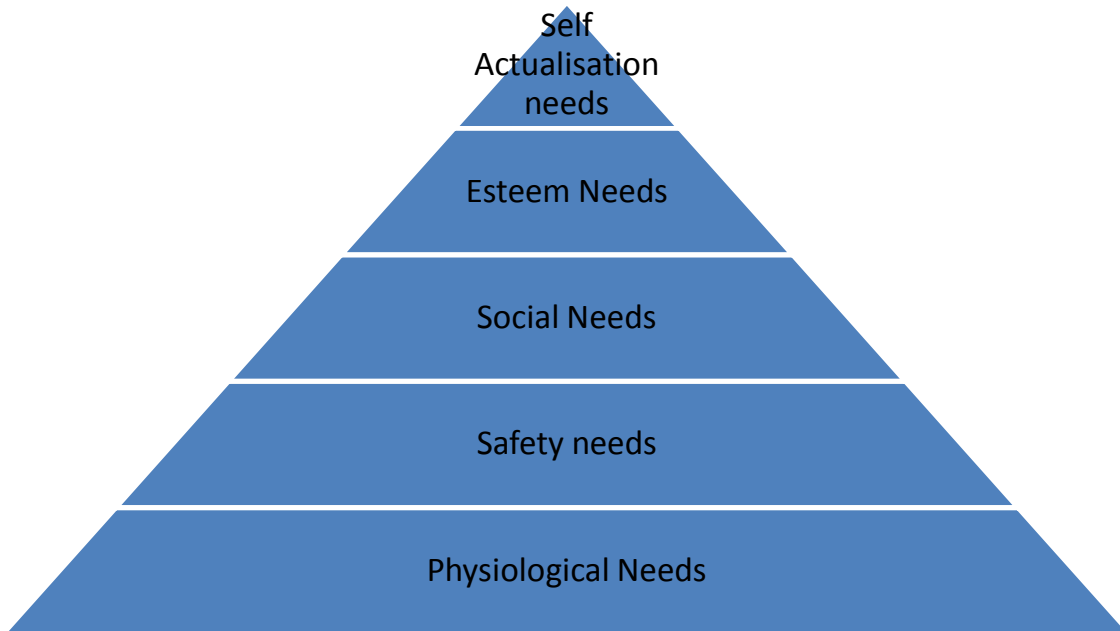 Self
Actualisation
needs
Esteem Needs
Social Needs
Safety needs
Physiological Needs